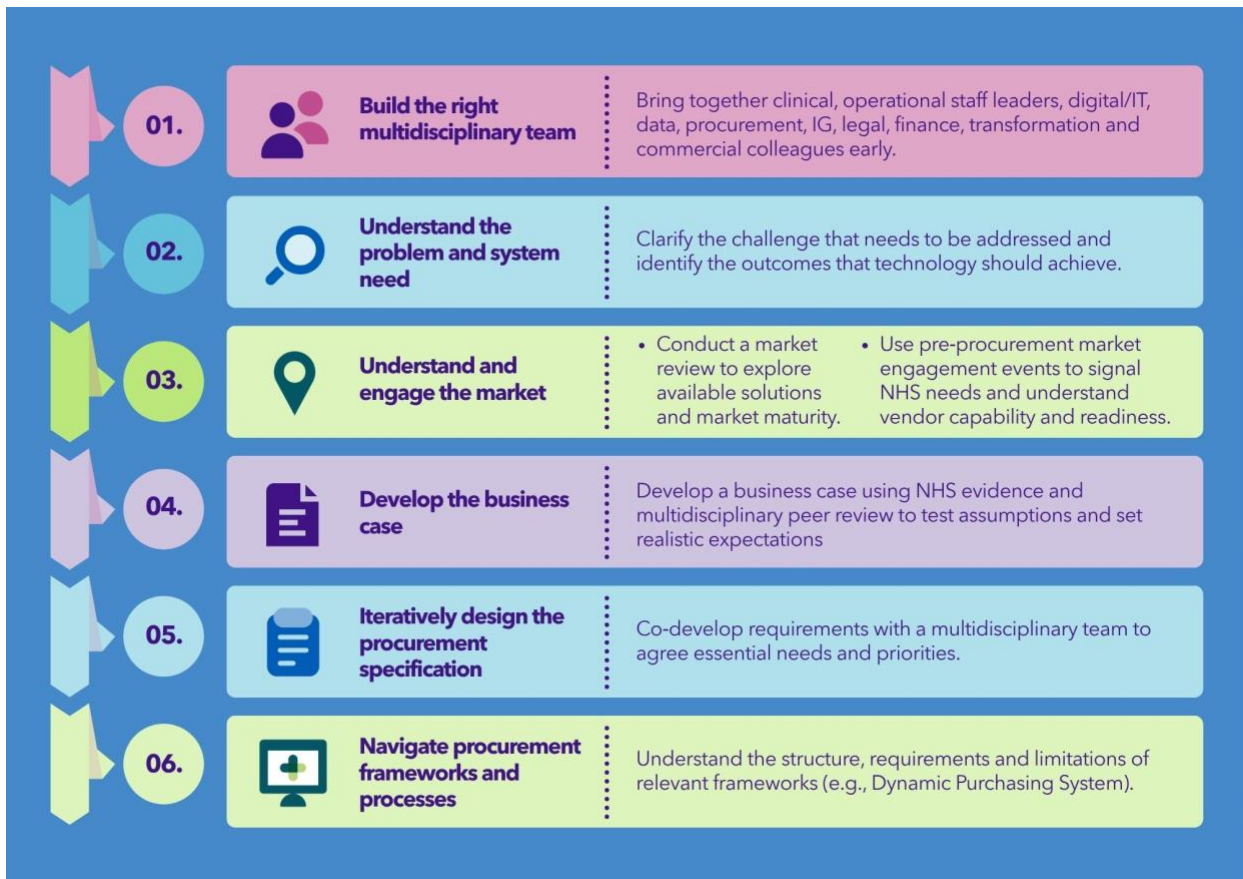 01.
Build the right
multidisciplinary team
Bring together clinical, operational staff leaders, digital/IT,
data, procurement, IG, legal, finance, transformation and
commercial colleagues early.
02.
Understand the
problem and system
need
Clarify the challenge that needs to be addressed and
identify the outcomes that technology should achieve.
03.
Understand and
engage the market
• Conduct a market
review to explore
available solutions
and market maturity.
• Use pre-procurement market
engagement events to signal
NHS needs and understand
vendor capability and readiness.
04.
Develop the business
case
Develop a business case using NHS evidence and
multidisciplinary peer review to test assumptions and set
realistic expectations
05.
Iteratively design the
procurement
specification
Co-develop requirements with a multidisciplinary team to
agree essential needs and priorities.
06.
Navigate procurement
frameworks and
processes
Understand the structure, requirements and limitations of
relevant frameworks (e.g., Dynamic Purchasing System).